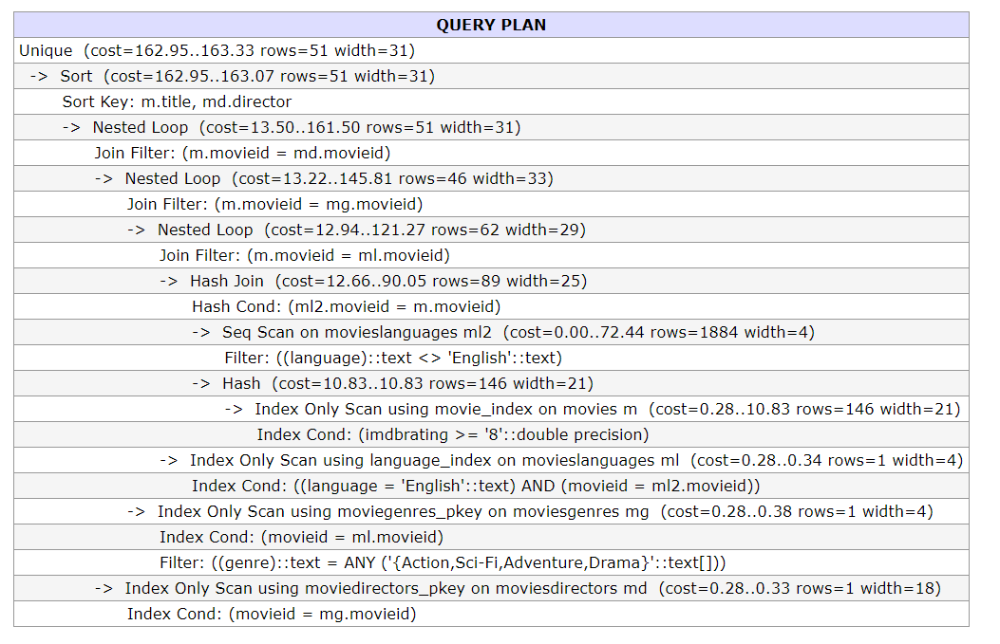 QUERY PLAN
Unique (cost=162.95..163.33 rows=51 width=31)
-> Sort (cost=162.95..163.07 rows=51 width=31)
Sort Key: m.title, md.director
-> Nested Loop (cost=13.50..161.50 rows=51 width=31)
Join Filter: (m.movieid = md.movieid)
-> Nested Loop (cost=13.22..145.81 rows=46 width=33)
Join Filter: (m.movieid = mg.movieid)
-> Nested Loop (cost=12.94..121.27 rows=62 width=29)
Join Filter: (m.movieid = ml.movieid)
-> Hash Join (cost=12.66..90.05 rows=89 width=25)
Hash Cond: (ml2.movieid = m.movieid)
-> Seq Scan on movieslanguages ml2 (cost=0.00..72.44 rows=1884 width=4)
Filter: ((language)::text <> 'English'::text)
-> Hash (cost=10.83..10.83 rows=146 width=21)
-> Index Only Scan using movie_index on movies m (cost=0.28..10.83 rows=146 width=21)
Index Cond: (imdbrating >= '8'::double precision)
-> Index Only Scan using language_index on movieslanguages ml (cost=0.28..0.34 rows=1 width=4)
Index Cond: ((language = 'English'::text) AND (movieid = ml2.movieid))
-> Index Only Scan using moviegenres_pkey on moviesgenres mg (cost=0.28..0.38 rows=1 width=4)
Index Cond: (movieid = ml.movieid)
Filter: ((genre)::text = ANY ('{Action,Sci-Fi,Adventure,Drama}'::text[]))
-> Index Only Scan using moviedirectors_pkey on moviesdirectors md (cost=0.28..0.33 rows=1 width=18)
Index Cond: (movieid = mg.movieid)